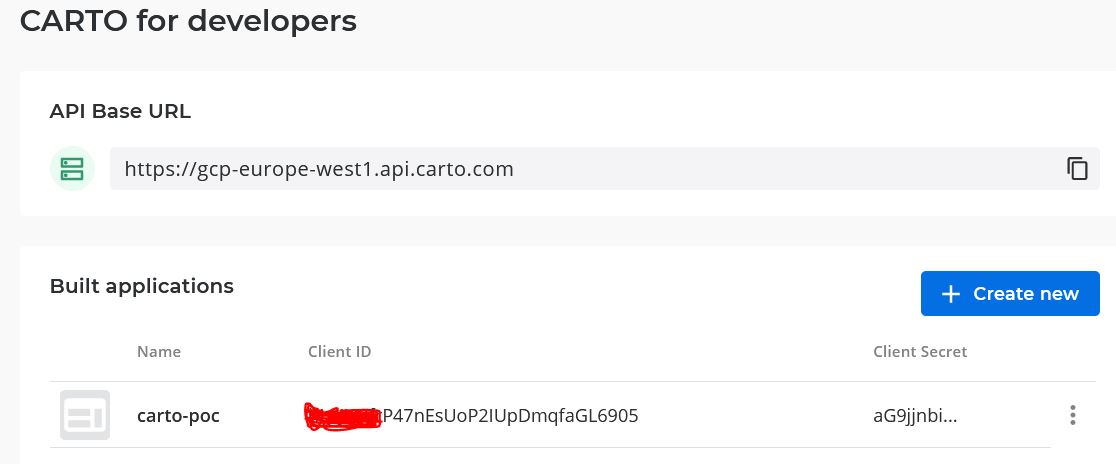 CARTO for developers
API Base URL
https://gcp-europe-west1.api.carto.com
Built applications
Create new
Name Client ID Client Secret
carto-poc P47nEsUoP2IUpDmqfaGL6905 aG9jjnbi...